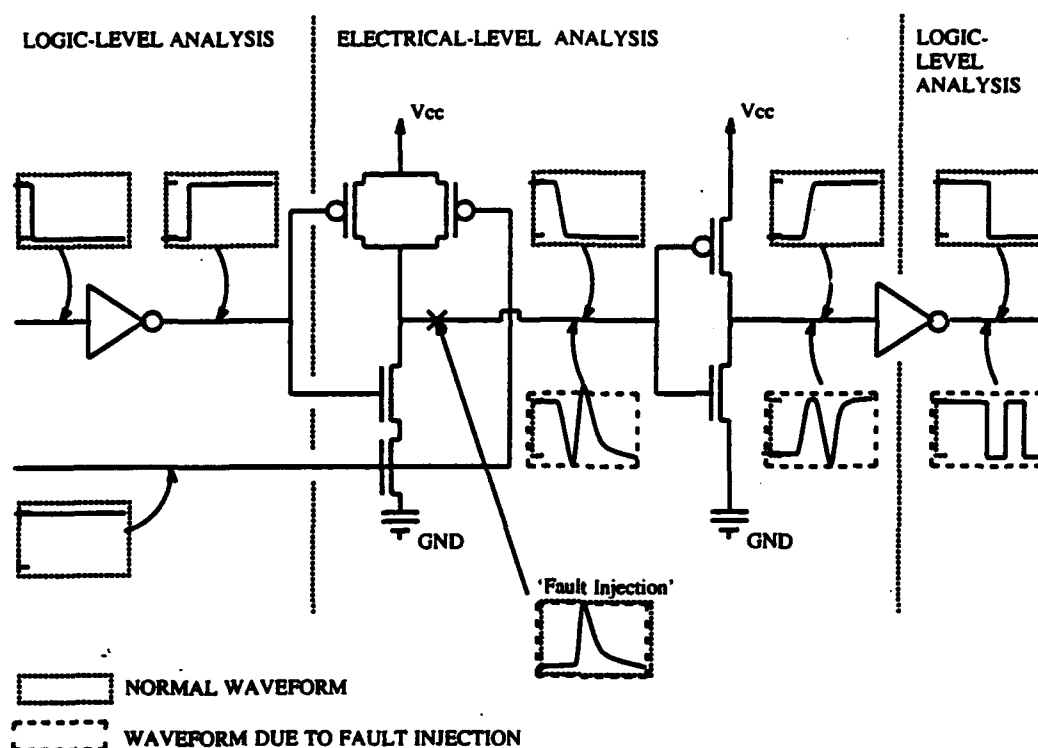 LOGIC-LEVEL ANALYSIS
ELECTRICAL-LEVEL ANALYSIS
LOGIC-
LEVEL
ANALYSIS
Vcc
Vcc
GND
GND
'Fault Injection'
NORMAL WAVEFORM
WAVEFORM DUE TO FAULT INJECTION